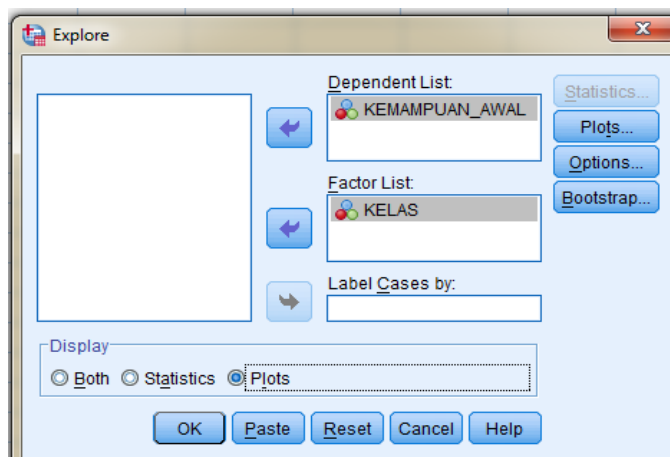 Explore
Dependent List:
KEMAMPUAN_AWAL
Statistics...
Plots...
Options...
Bootstrap...
Factor List:
KELAS
Label Cases by:
Display
Both Statistics Plots
OK Paste Reset Cancel Help